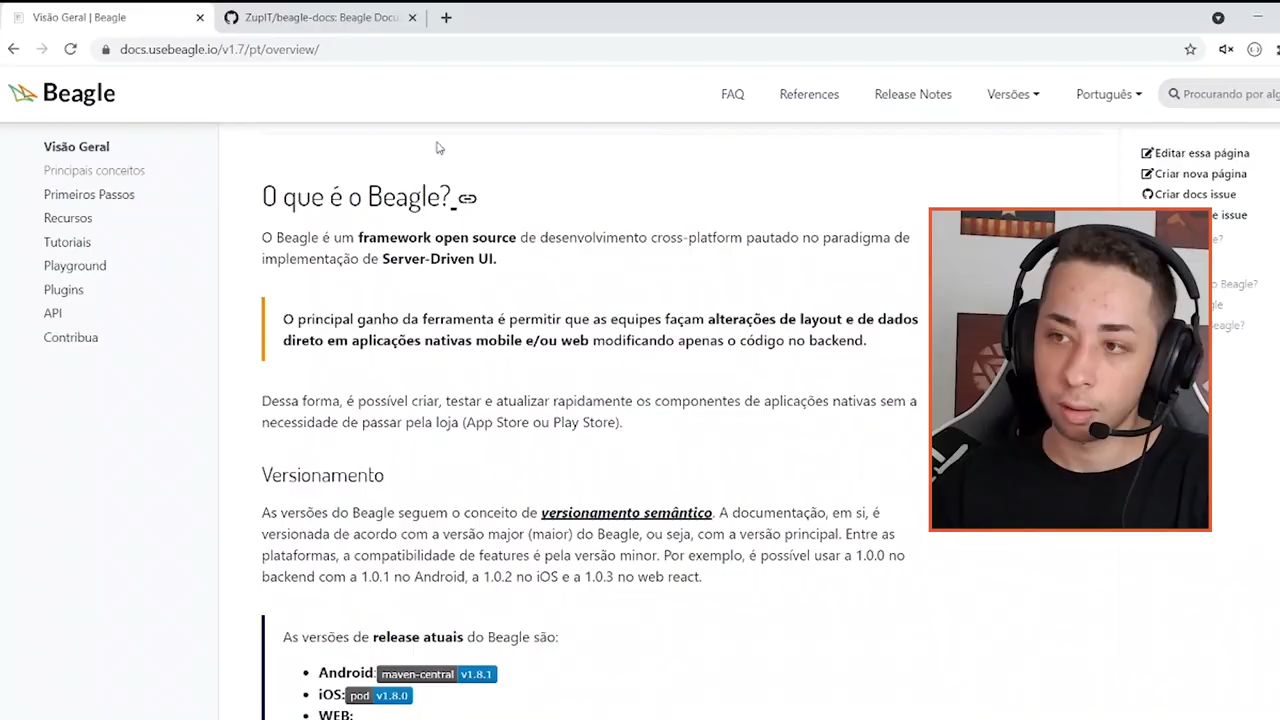 Visão Geral | Beagle
ZupIT/beagle-docs: Beagle Docu
docs.usebeagle.io/v1.7/pt/overview/
Beagle
FAQ
References
Release Notes
Versões
Português
Procurando por alg
Visão Geral
Principais conceitos
Primeiros Passos
Recursos
Tutoriais
Playground
Plugins
API
Contribua
O que é o Beagle?
O Beagle é um framework open source de desenvolvimento cross-platform pautado no paradigma de
implementação de Server-Driven UI.
O principal ganho da ferramenta é permitir que as equipes façam alterações de layout e de dados
direto em aplicações nativas mobile e/ou web modificando apenas o código no backend.
Dessa forma, é possível criar, testar e atualizar rapidamente os componentes de aplicações nativas sem a
necessidade de passar pela loja (App Store ou Play Store).
Versionamento
As versões do Beagle seguem o conceito de versionamento semântico. A documentação, em si, é
versionada de acordo com a versão major (maior) do Beagle, ou seja, com a versão principal. Entre as
plataformas, a compatibilidade de features é pela versão minor. Por exemplo, é possível usar a 1.0.0 no
backend com a 1.0.1 no Android, a 1.0.2 no iOS e a 1.0.3 no web react.
As versões de release atuais do Beagle são:
Android: maven-central v1.8.1
iOS: pod v1.8.0
WEB:
Editar essa página
Criar nova página
Criar docs issue
e issue
e?
o Beagle?
gle
eagle?